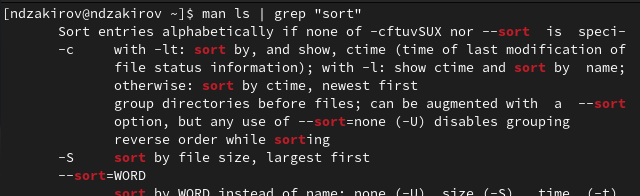 [ndzakirov@ndzakirov ~]$ man ls | grep "sort"
Sort entries alphabetically if none of -cftuvSUX nor --sort is speci-
-c with -lt: sort by, and show, ctime (time of last modification of
file status information); with -l: show ctime and sort by name;
otherwise: sort by ctime, newest first
group directories before files; can be augmented with a --sort
option, but any use of --sort=none (-U) disables grouping
reverse order while sorting
-S sort by file size, largest first
--sort=WORD
sort by WORD instead of name: none (-U), size (-S), time (-t)